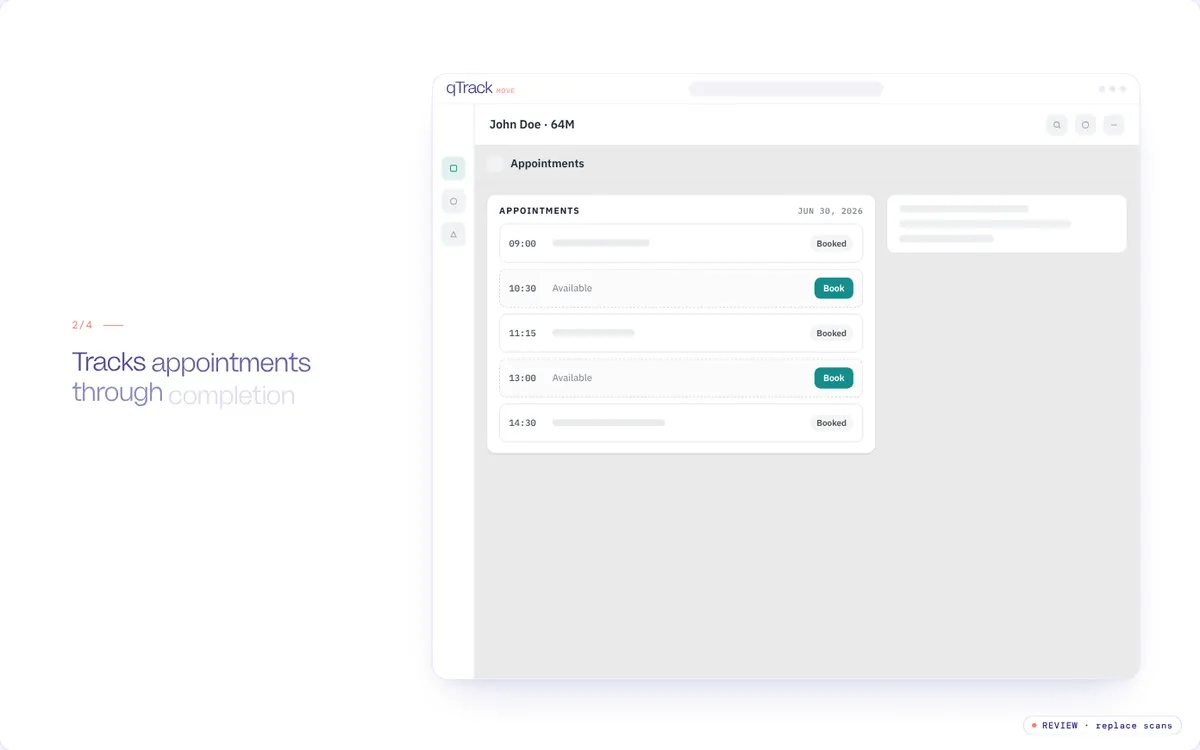 qTrack MOVE
John Doe · 64M
Appointments
APPOINTMENTS JUN 30, 2026
09:00 Booked
10:30 Available Book
11:15 Booked
13:00 Available Book
14:30 Booked
2/4
Tracks appointments
through completion
REVIEW · replace scans